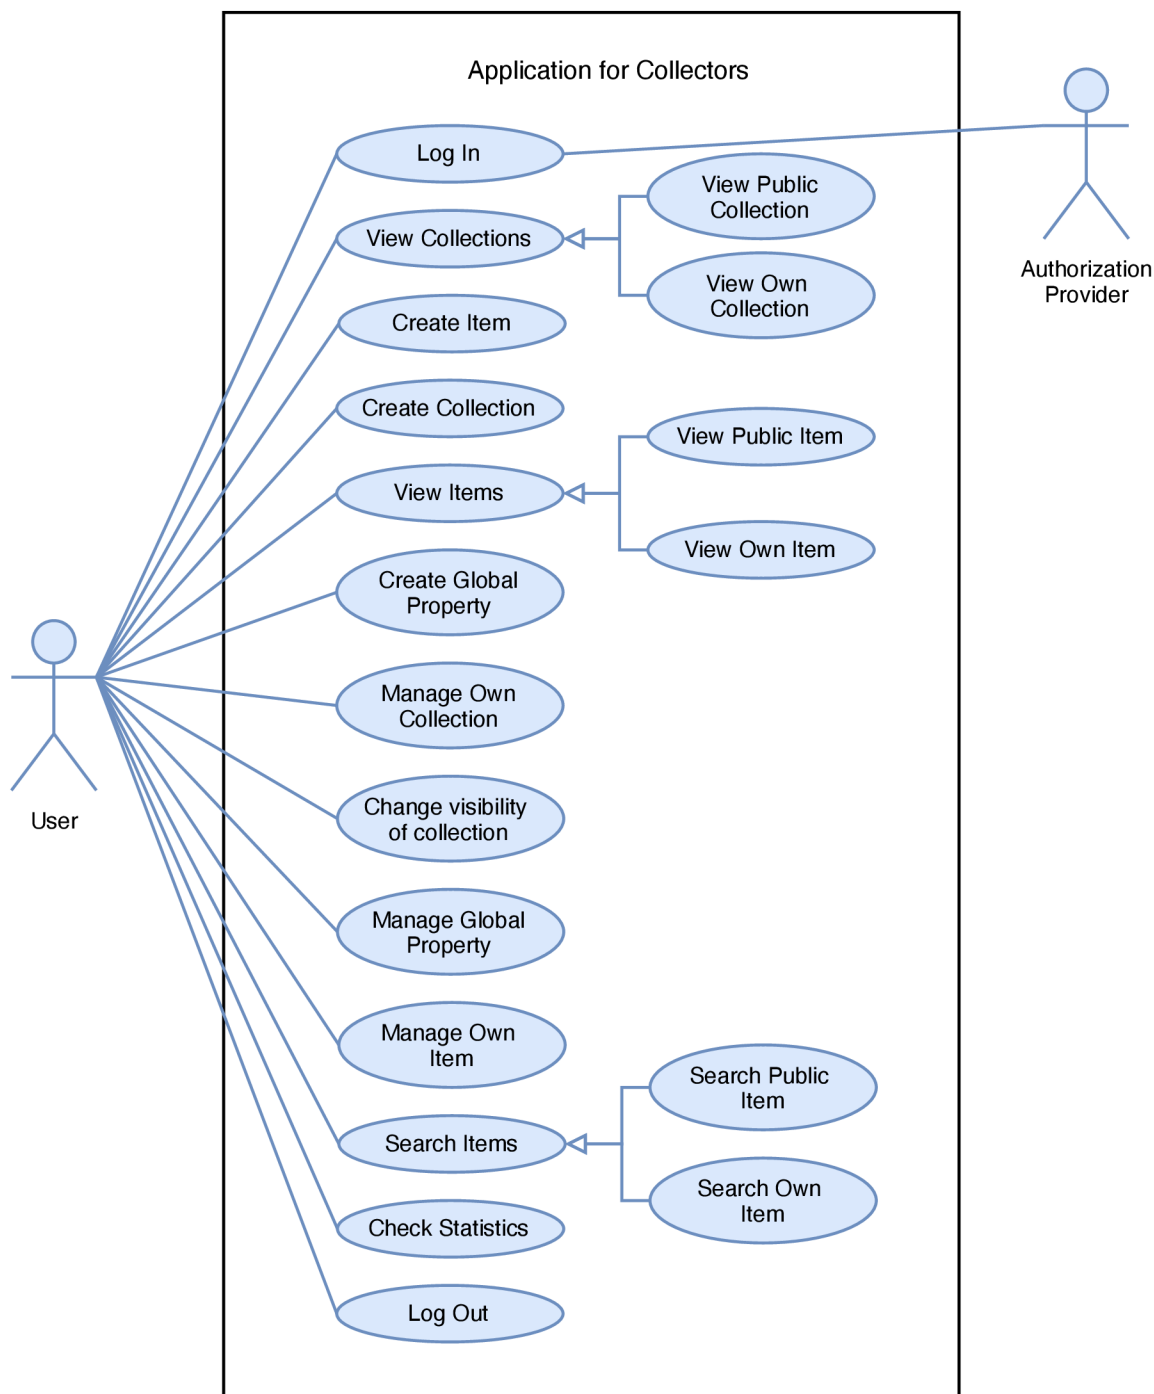 Application for Collectors
Log In
View Public
Collection
View Collections
View Own
Collection
Authorization
Provider
Create Item
Create Collection
View Public Item
View Items
View Own Item
Create Global
Property
Manage Own
Collection
User
Change visibility
of collection
Manage Global
Property
Manage Own
Item
Search Public
Item
Search Items
Search Own
Item
Check Statistics
Log Out